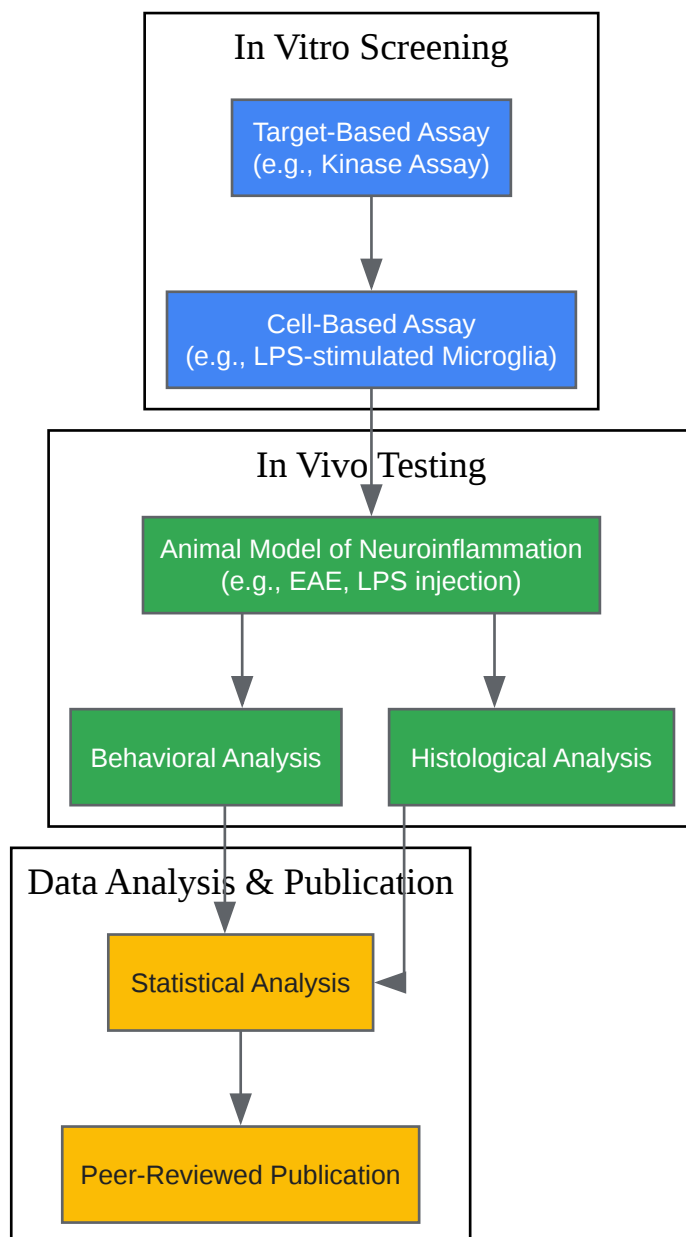 In Vitro Screening
Target-Based Assay
(e.g., Kinase Assay)
Cell-Based Assay
(e.g., LPS-stimulated Microglia)
In Vivo Testing
Animal Model of Neuroinflammation
(e.g., EAE, LPS injection)
Behavioral Analysis
Histological Analysis
Data Analysis & Publication
Statistical Analysis
Peer-Reviewed Publication